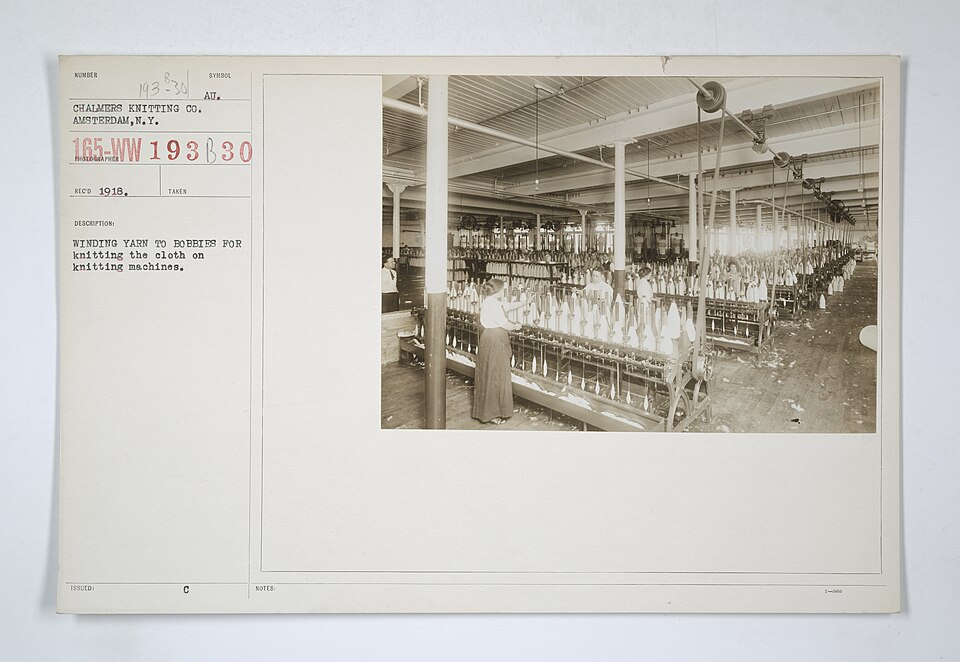 NUMBER
193-B-30
SYMBOL
AU.
CHALMERS KNITTING CO.
AMSTERDAM,N.Y.
165-WW 193B30
PHOTOGRAPHER
REC'D 1918.
TAKEN
DESCRIPTION:
WINDING YARN TO BOBBIES FOR
knitting the cloth on
knitting machines.
ISSUED:
C
NOTES: